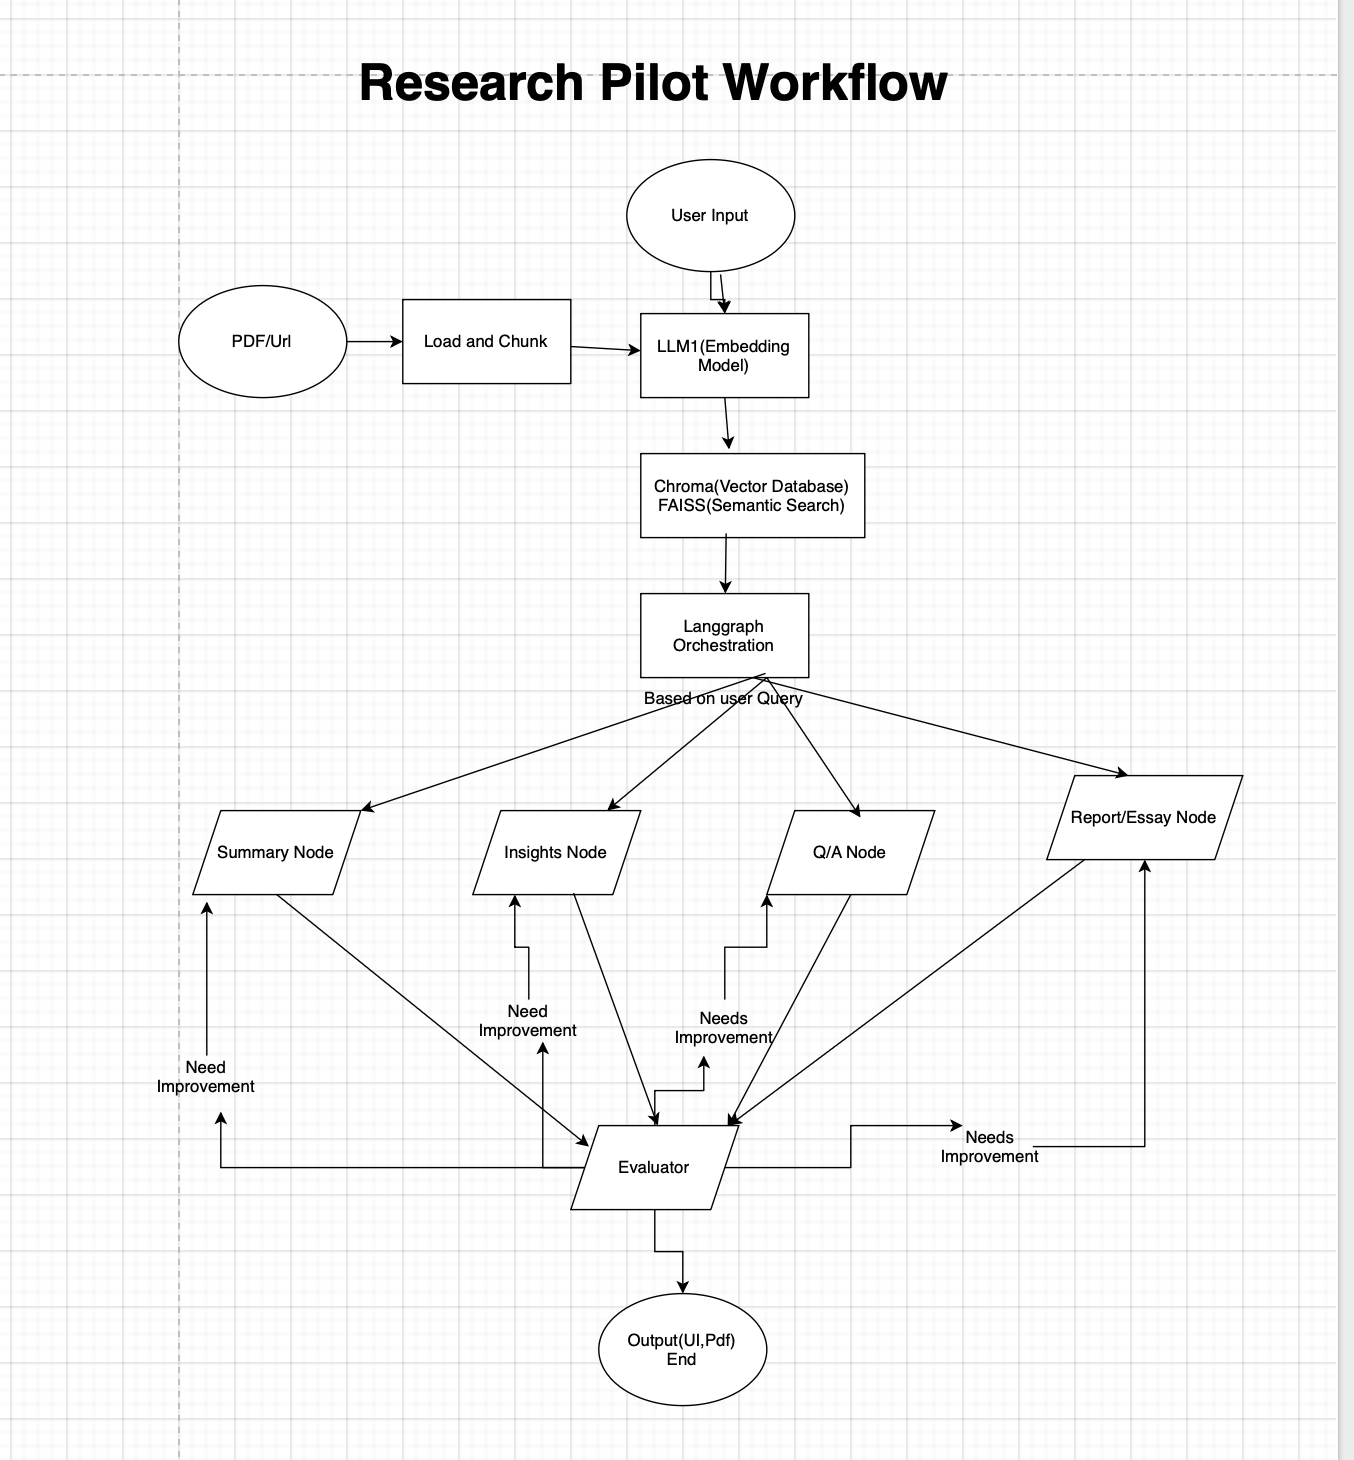 Research Pilot Workflow
User Input
PDF/Url
Load and Chunk
LLM1(Embedding
Model)
Chroma(Vector Database)
FAISS(Semantic Search)
Langgraph
Orchestration
Based on user Query
Summary Node
Insights Node
Q/A Node
Report/Essay Node
Need
Improvement
Need
Improvement
Needs
Improvement
Needs
Improvement
Evaluator
Output(UI,Pdf)
End